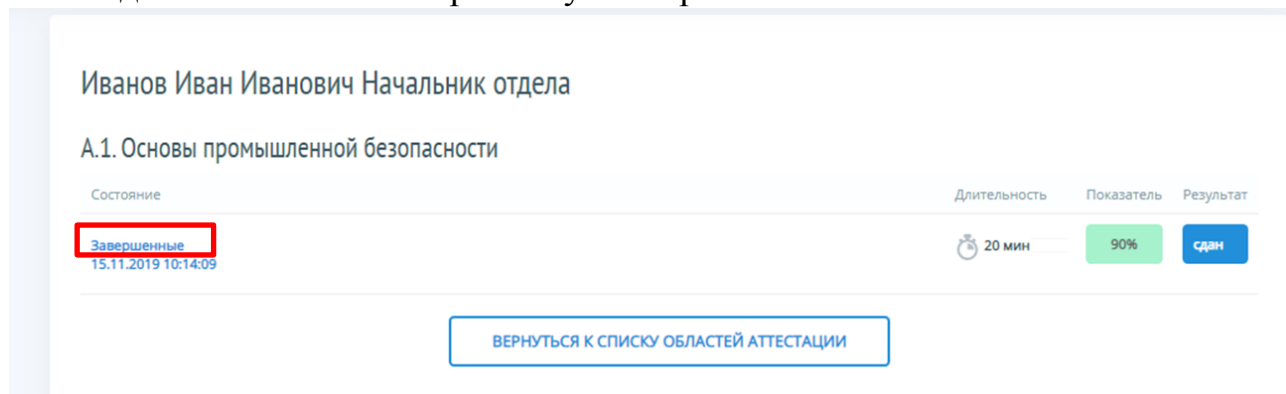 Иванов Иван Иванович Начальник отдела
А.1. Основы промышленной безопасности
Состояние Длительность Показатель Результат
Завершенные 20 мин 90% сдан
15.11.2019 10:14:09
ВЕРНУТЬСЯ К СПИСКУ ОБЛАСТЕЙ АТТЕСТАЦИИ